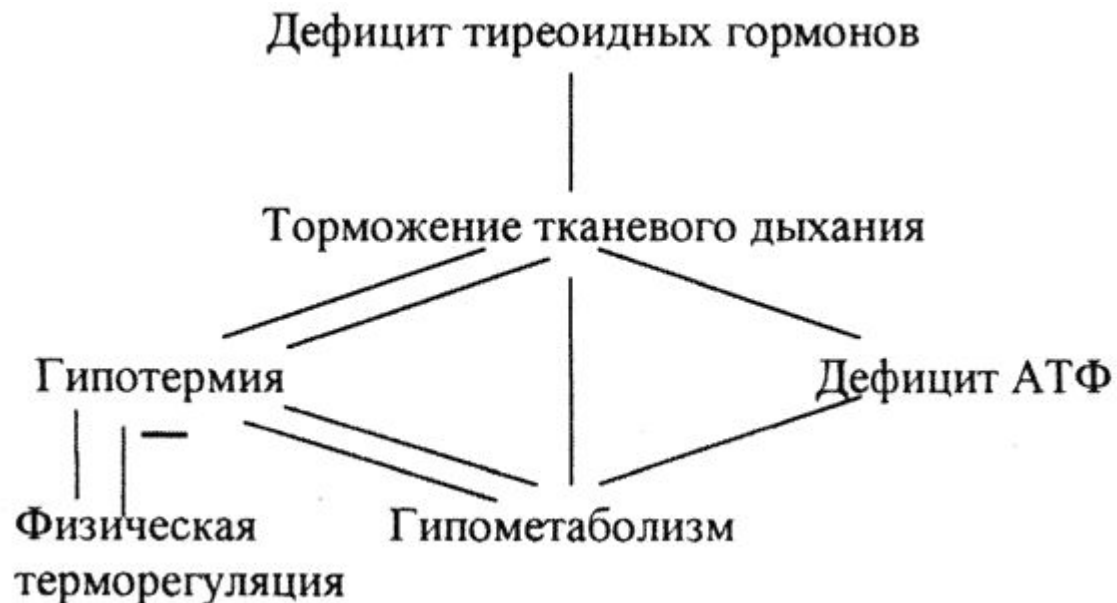 Дефицит тиреоидных гормонов
Торможение тканевого дыхания
Гипотермия
Дефицит АТФ
Физическая
терморегуляция
Гипометаболизм